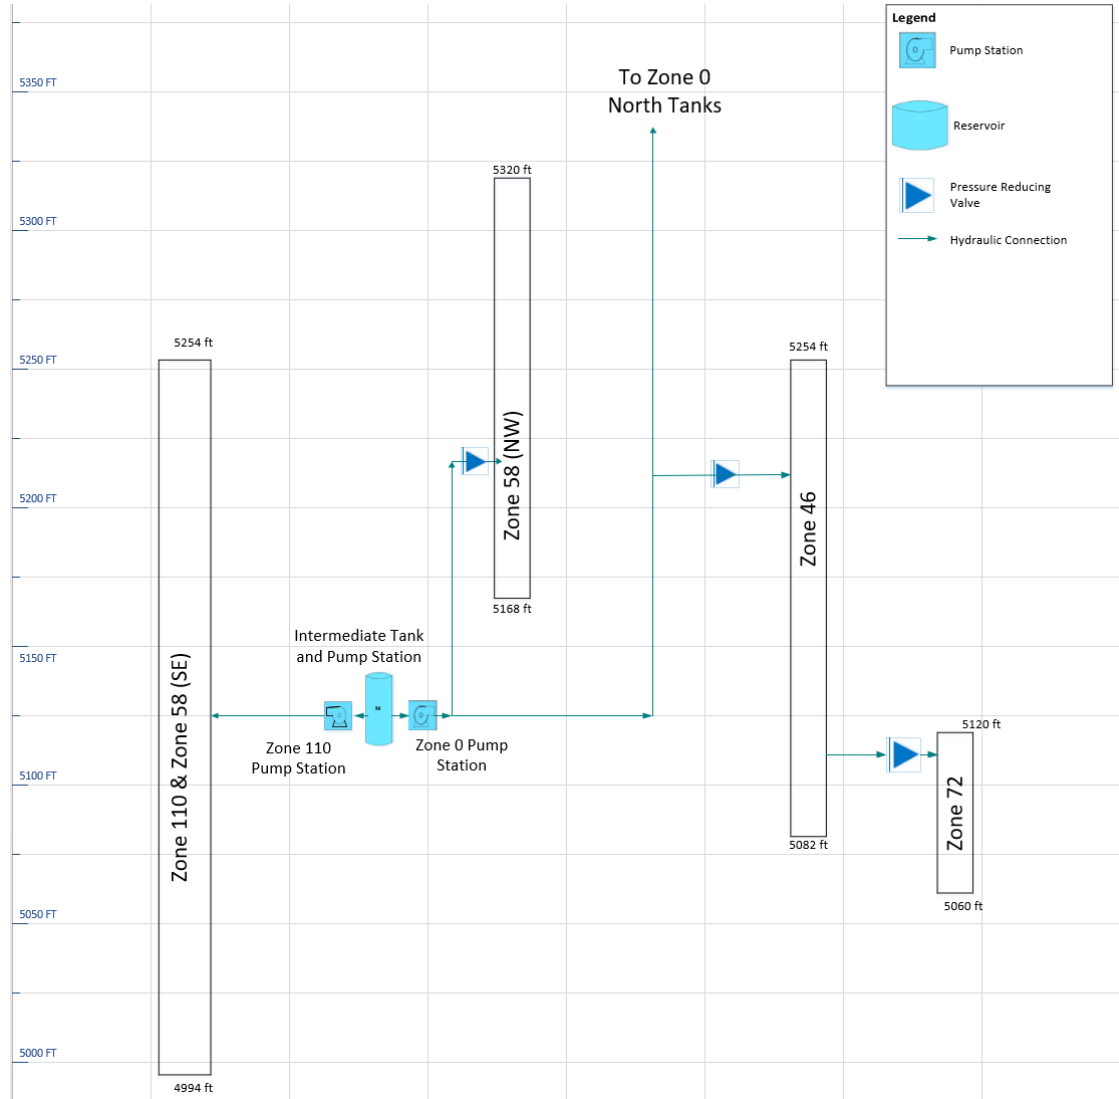 Legend
Pump Station
Reservoir
Pressure Reducing
Valve
Hydraulic Connection
5350 FT
5300 FT
5250 FT
5200 FT
5150 FT
5100 FT
5050 FT
5000 FT
To Zone 0
North Tanks
5320 ft
Zone 58 (NW)
5168 ft
5254 ft
Zone 110 & Zone 58 (SE)
4994 ft
Intermediate Tank
and Pump Station
M
Zone 110
Pump Station
Zone 0 Pump
Station
5254 ft
Zone 46
5082 ft
5120 ft
Zone 72
5060 ft